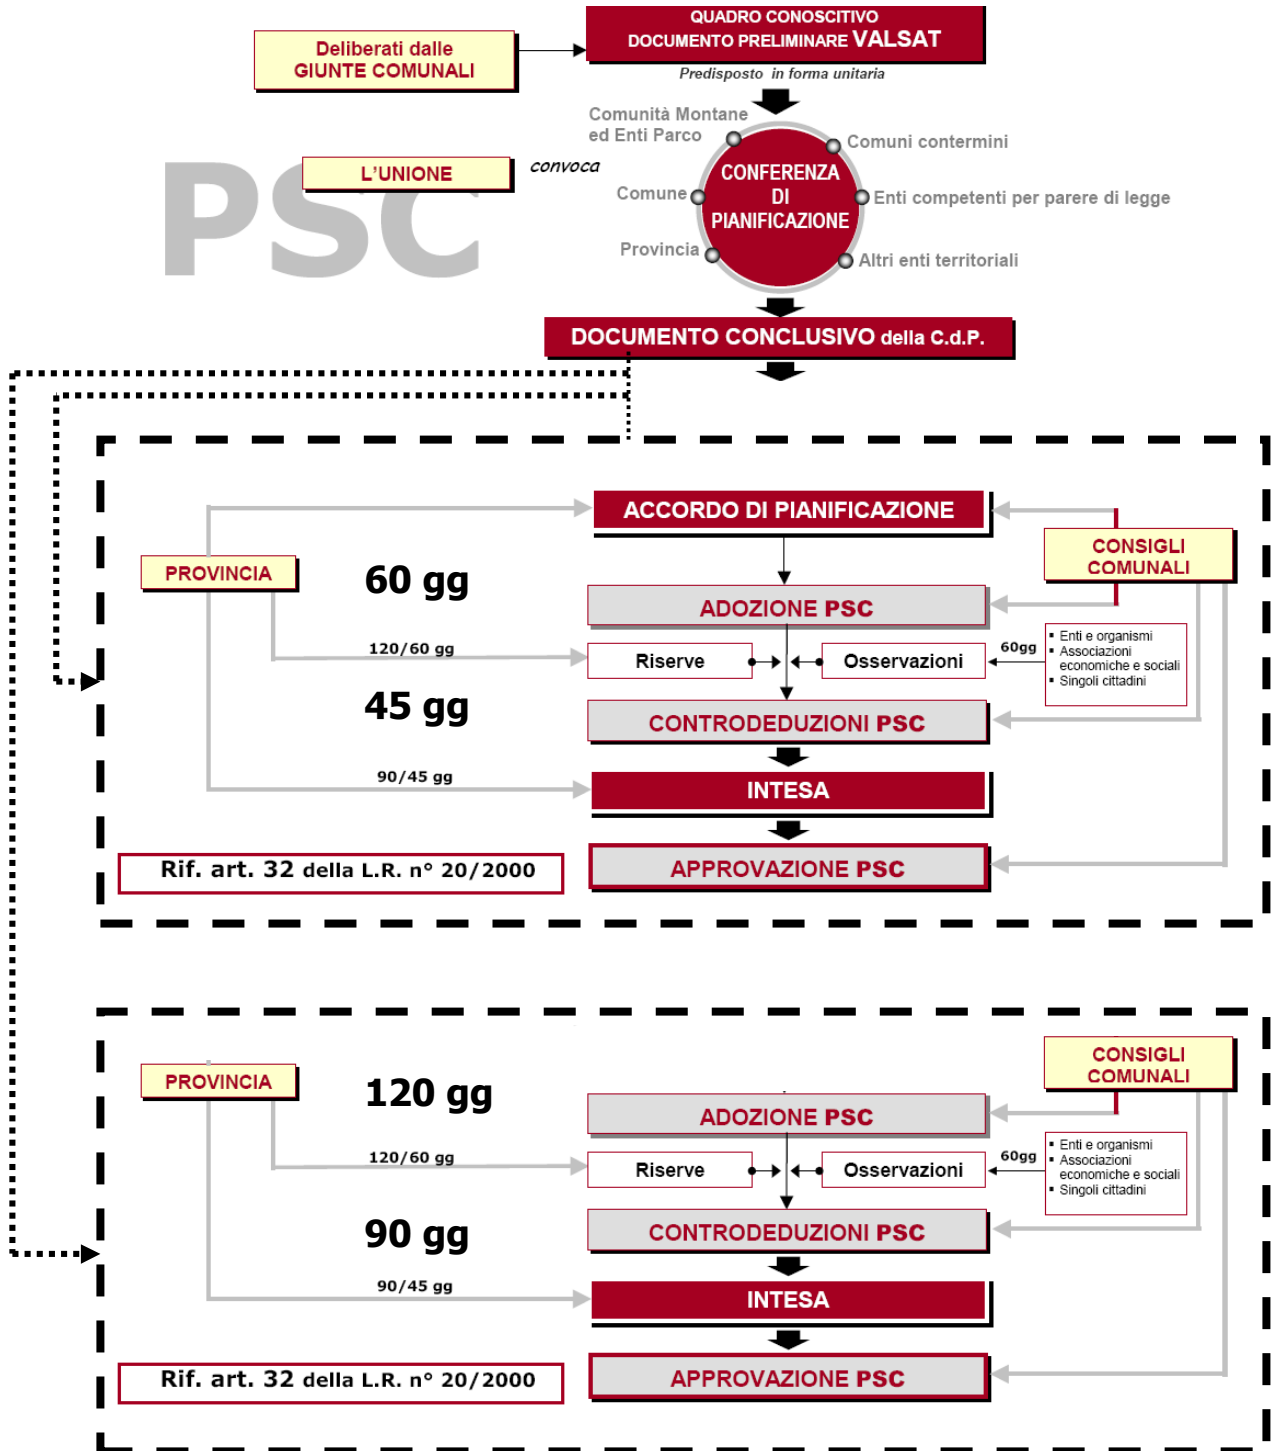 QUADRO CONOSCITIVO
DOCUMENTO PRELIMINARE VALSAT
Deliberati dalle
GIUNTE COMUNALI
Predisposto in forma unitaria
Comunità Montane
ed Enti Parco
Comuni contermini
PSC
L'UNIONE
convoca
CONFERENZA
DI
PIANIFICAZIONE
Comune
Enti competenti per parere di legge
Provincia
Altri enti territoriali
DOCUMENTO CONCLUSIVO della C.d.P.
ACCORDO DI PIANIFICAZIONE
CONSIGLI
COMUNALI
PROVINCIA
60 gg
ADOZIONE PSC
120/60 gg
Riserve
Osservazioni
60gg
▪ Enti e organismi
▪ Associazioni
economiche e sociali
▪ Singoli cittadini
45 gg
CONTRODEDUZIONI PSC
90/45 gg
INTESA
Rif. art. 32 della L.R. n° 20/2000
APPROVAZIONE PSC
CONSIGLI
COMUNALI
PROVINCIA
120 gg
ADOZIONE PSC
120/60 gg
Riserve
Osservazioni
60gg
▪ Enti e organismi
▪ Associazioni
economiche e sociali
▪ Singoli cittadini
90 gg
CONTRODEDUZIONI PSC
90/45 gg
INTESA
Rif. art. 32 della L.R. n° 20/2000
APPROVAZIONE PSC